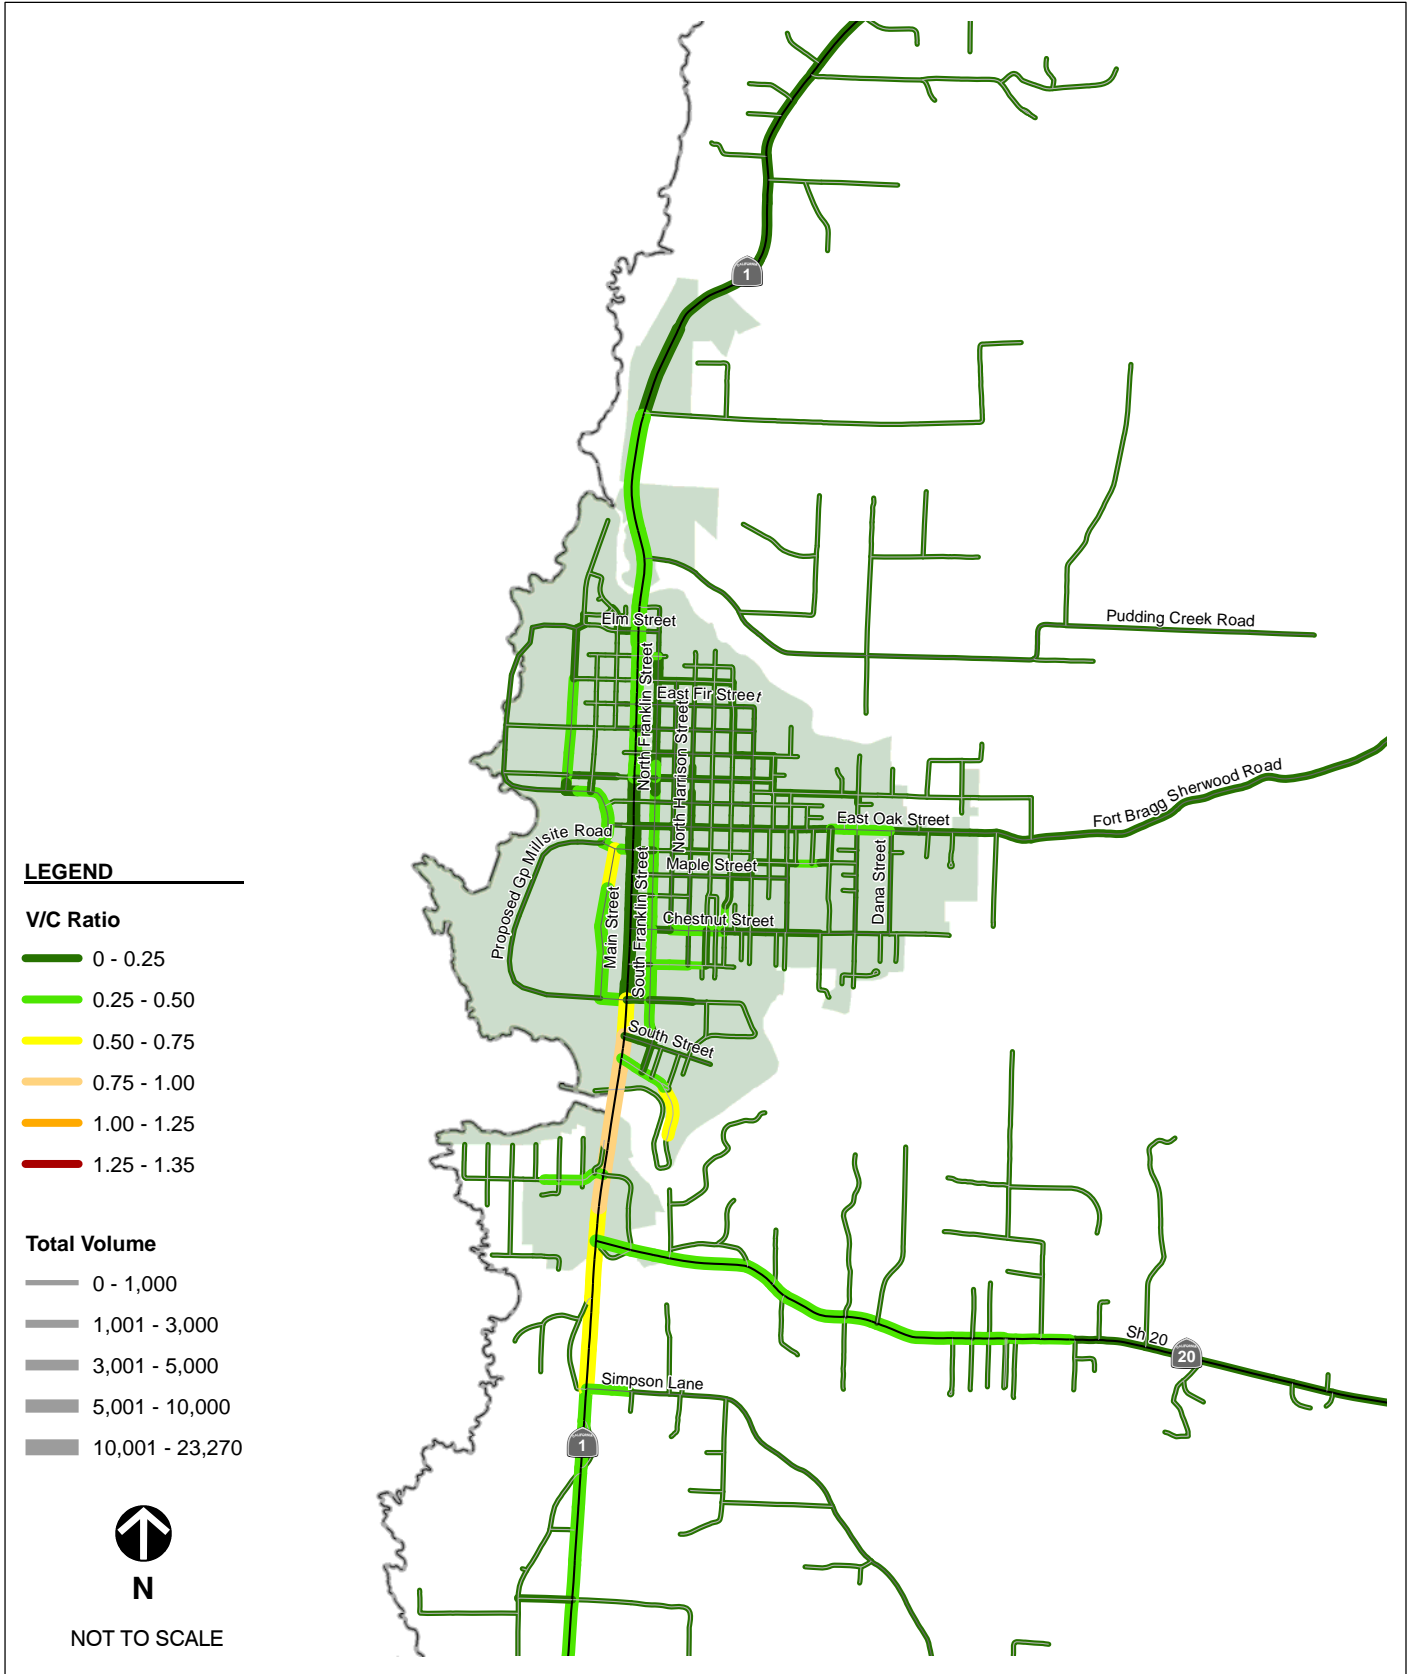 CALIFORNIA
1
Elm Street
Pudding Creek Road
North Franklin Street
East Fir Street
North Harrison Street
Fort Bragg Sherwood Road
East Oak Street
Proposed Gp Millsite Road
Maple Street
Dana Street
Main Street
South Franklin Street
Chestnut Street
South Street
Sh 20
CALIFORNIA
20
Simpson Lane
CALIFORNIA
1
LEGEND
V/C Ratio
0 - 0.25
0.25 - 0.50
0.50 - 0.75
0.75 - 1.00
1.00 - 1.25
1.25 - 1.35
Total Volume
0 - 1,000
1,001 - 3,000
3,001 - 5,000
5,001 - 10,000
10,001 - 23,270
N
NOT TO SCALE